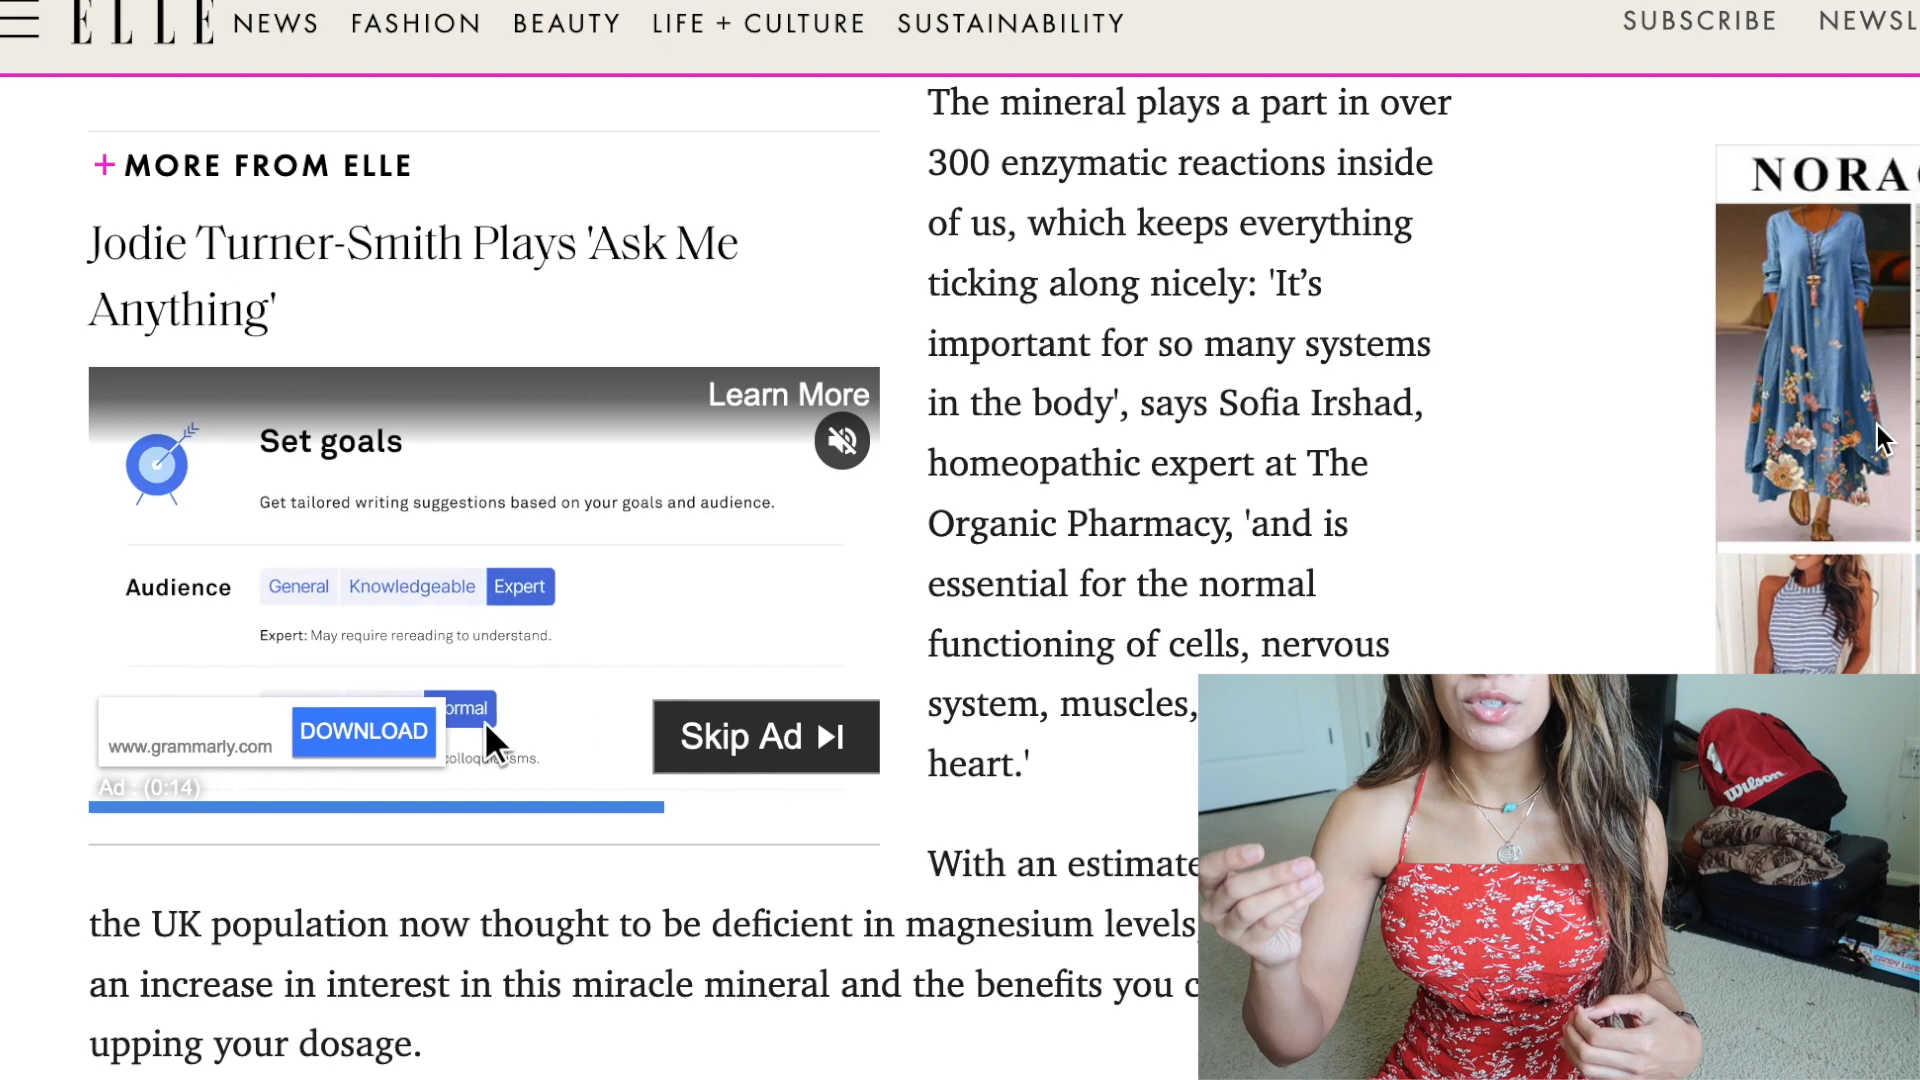 ELLE NEWS FASHION BEAUTY LIFE + CULTURE SUSTAINABILITY SUBSCRIBE
+ MORE FROM ELLE
Jodie Turner-Smith Plays 'Ask Me
Anything'
Learn More
Set goals
Get tailored writing suggestions based on your goals and audience.
Audience General Knowledgeable Expert
Expert: May require rereading to understand.
www.grammarly.com DOWNLOAD
Skip Ad
Ad : (0:14)
The mineral plays a part in over
300 enzymatic reactions inside
of us, which keeps everything
ticking along nicely: 'It's
important for so many systems
in the body', says Sofia Irshad,
homeopathic expert at The
Organic Pharmacy, 'and is
essential for the normal
functioning of cells, nervous
system, muscles,
heart.'
With an estimate
the UK population now thought to be deficient in magnesium levels,
an increase in interest in this miracle mineral and the benefits you c
upping your dosage.
NORA
Wilson
CANDY LAND